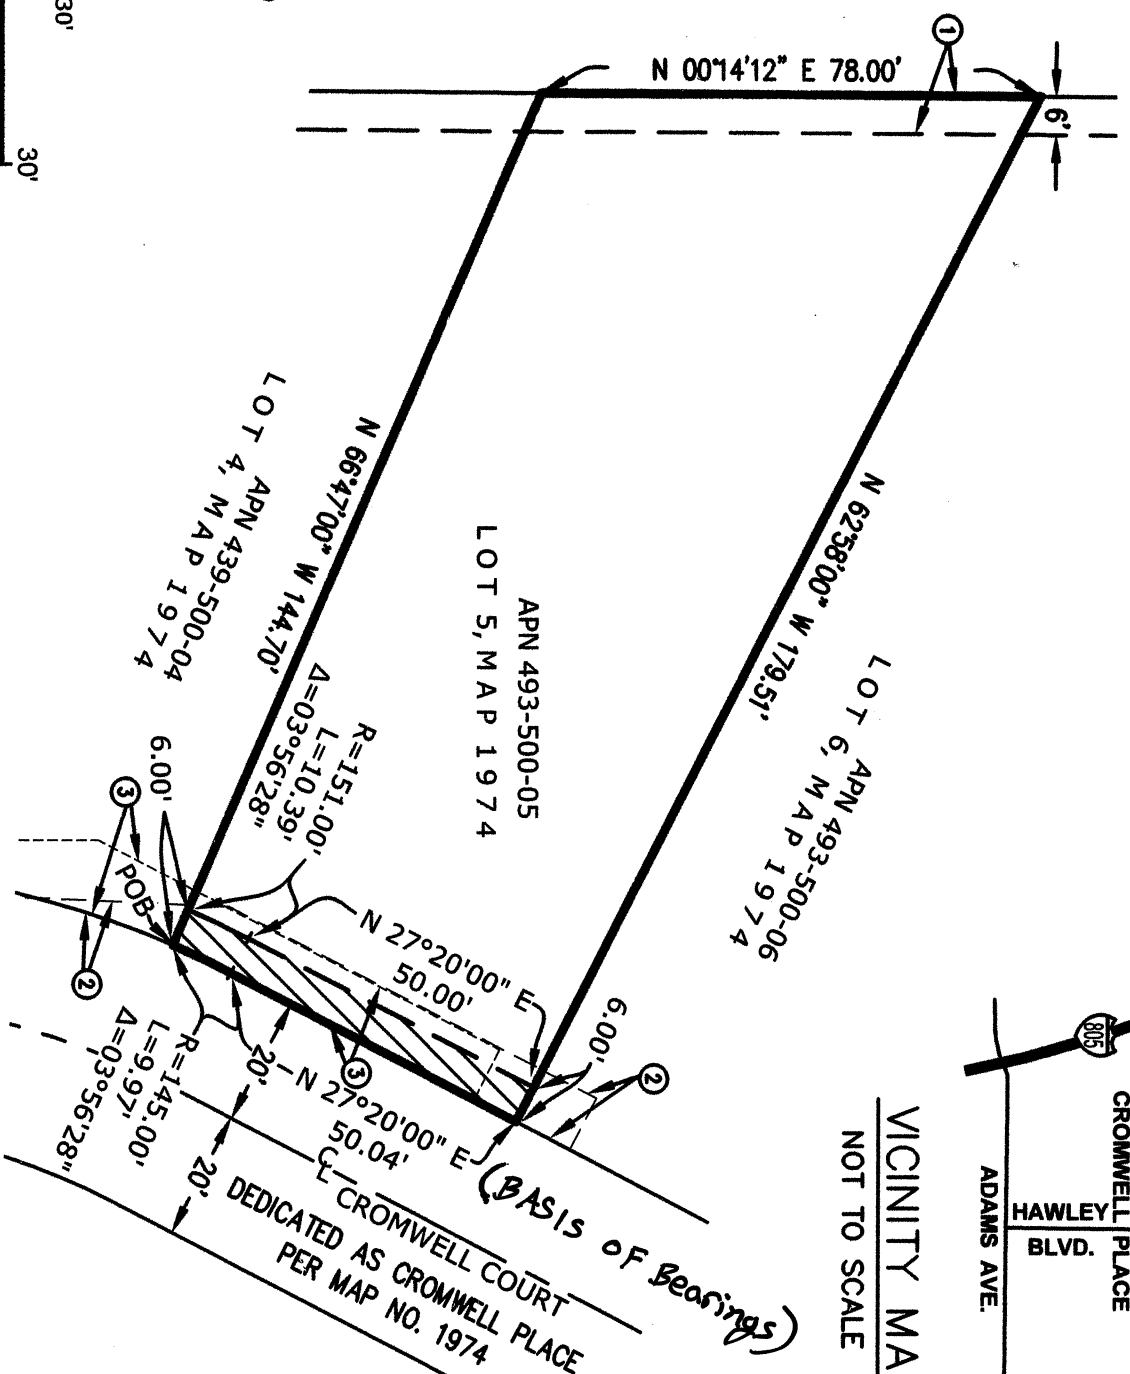 30'
30'
1
N 00°14'12" E 78.00'
6'
N 62°58'00" W 179.51'
LOT 6, MAP 1974
APN 493-500-06
N 66°47'00" W 144.70'
LOT 4, MAP 1974
APN 439-500-04
APN 493-500-05
LOT 5, MAP 1974
R=151.00'
L=10.39'
Δ=03°56'28"
6.00'
3
POB
2
N 27°20'00" E
50.00'
6.00'
2
3
20'
N 27°20'00" E
50.04'
(BASIS OF Bearings)
R=145.00'
L=9.97'
Δ=03°56'28"
20'
CL CROMWELL COURT
DEDICATED AS CROMWELL PLACE
PER MAP NO. 1974
805
CROMWELL PLACE
HAWLEY
BLVD.
ADAMS AVE.
VICINITY MA
NOT TO SCALE